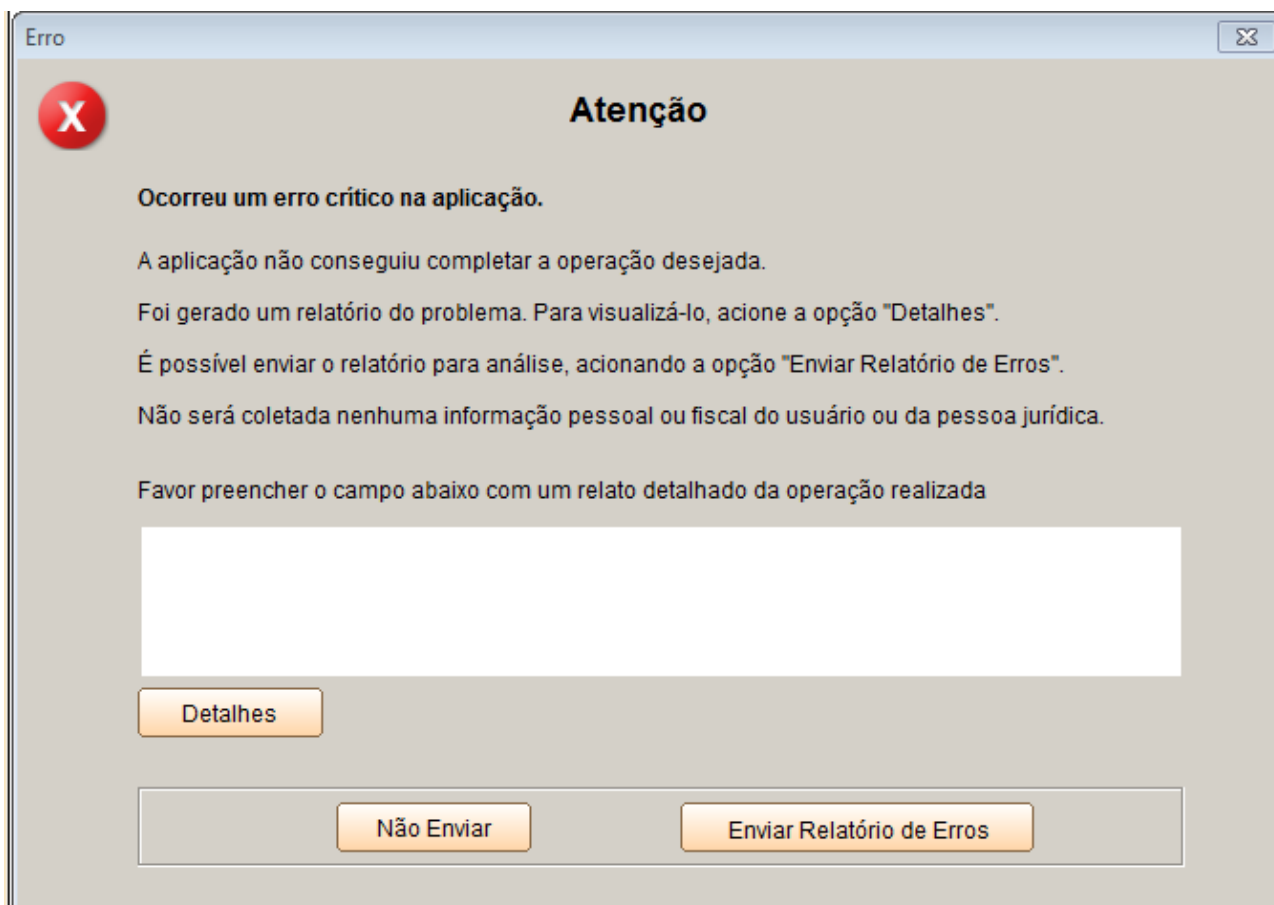 Erro
Atenção
Ocorreu um erro crítico na aplicação.
A aplicação não conseguiu completar a operação desejada.
Foi gerado um relatório do problema. Para visualizá-lo, acione a opção "Detalhes".
É possível enviar o relatório para análise, acionando a opção "Enviar Relatório de Erros".
Não será coletada nenhuma informação pessoal ou fiscal do usuário ou da pessoa jurídica.
Favor preencher o campo abaixo com um relato detalhado da operação realizada
Detalhes
Não Enviar
Enviar Relatório de Erros